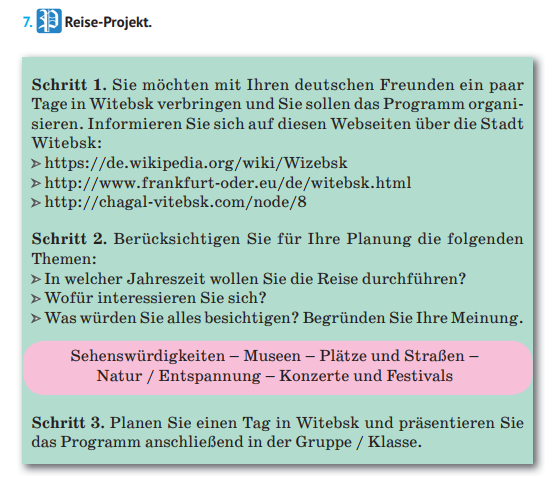 7. P Reise-Projekt.
Schritt 1. Sie möchten mit Ihren deutschen Freunden ein paar
Tage in Witebsk verbringen und Sie sollen das Programm organi-
sieren. Informieren Sie sich auf diesen Webseiten über die Stadt
Witebsk:
➢ https://de.wikipedia.org/wiki/Wizebsk
➢ http://www.frankfurt-oder.eu/de/witebsk.html
➢ http://chagal-vitebsk.com/node/8
Schritt 2. Berücksichtigen Sie für Ihre Planung die folgenden
Themen:
➢ In welcher Jahreszeit wollen Sie die Reise durchführen?
➢ Wofür interessieren Sie sich?
➢ Was würden Sie alles besichtigen? Begründen Sie Ihre Meinung.
Sehenswürdigkeiten – Museen – Plätze und Straßen –
Natur / Entspannung – Konzerte und Festivals
Schritt 3. Planen Sie einen Tag in Witebsk und präsentieren Sie
das Programm anschließend in der Gruppe / Klasse.